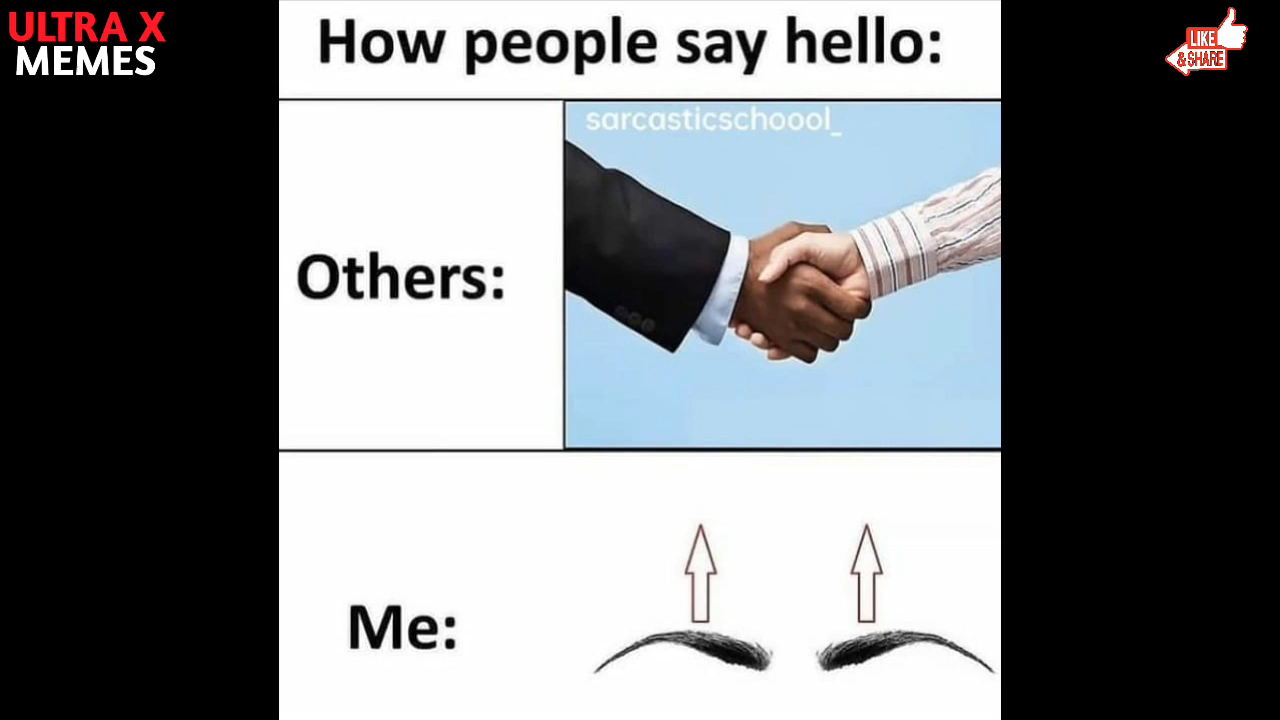 ULTRA X
MEMES
How people say hello:
LIKE
& SHARE
sarcasticschoool_
Others:
Me: